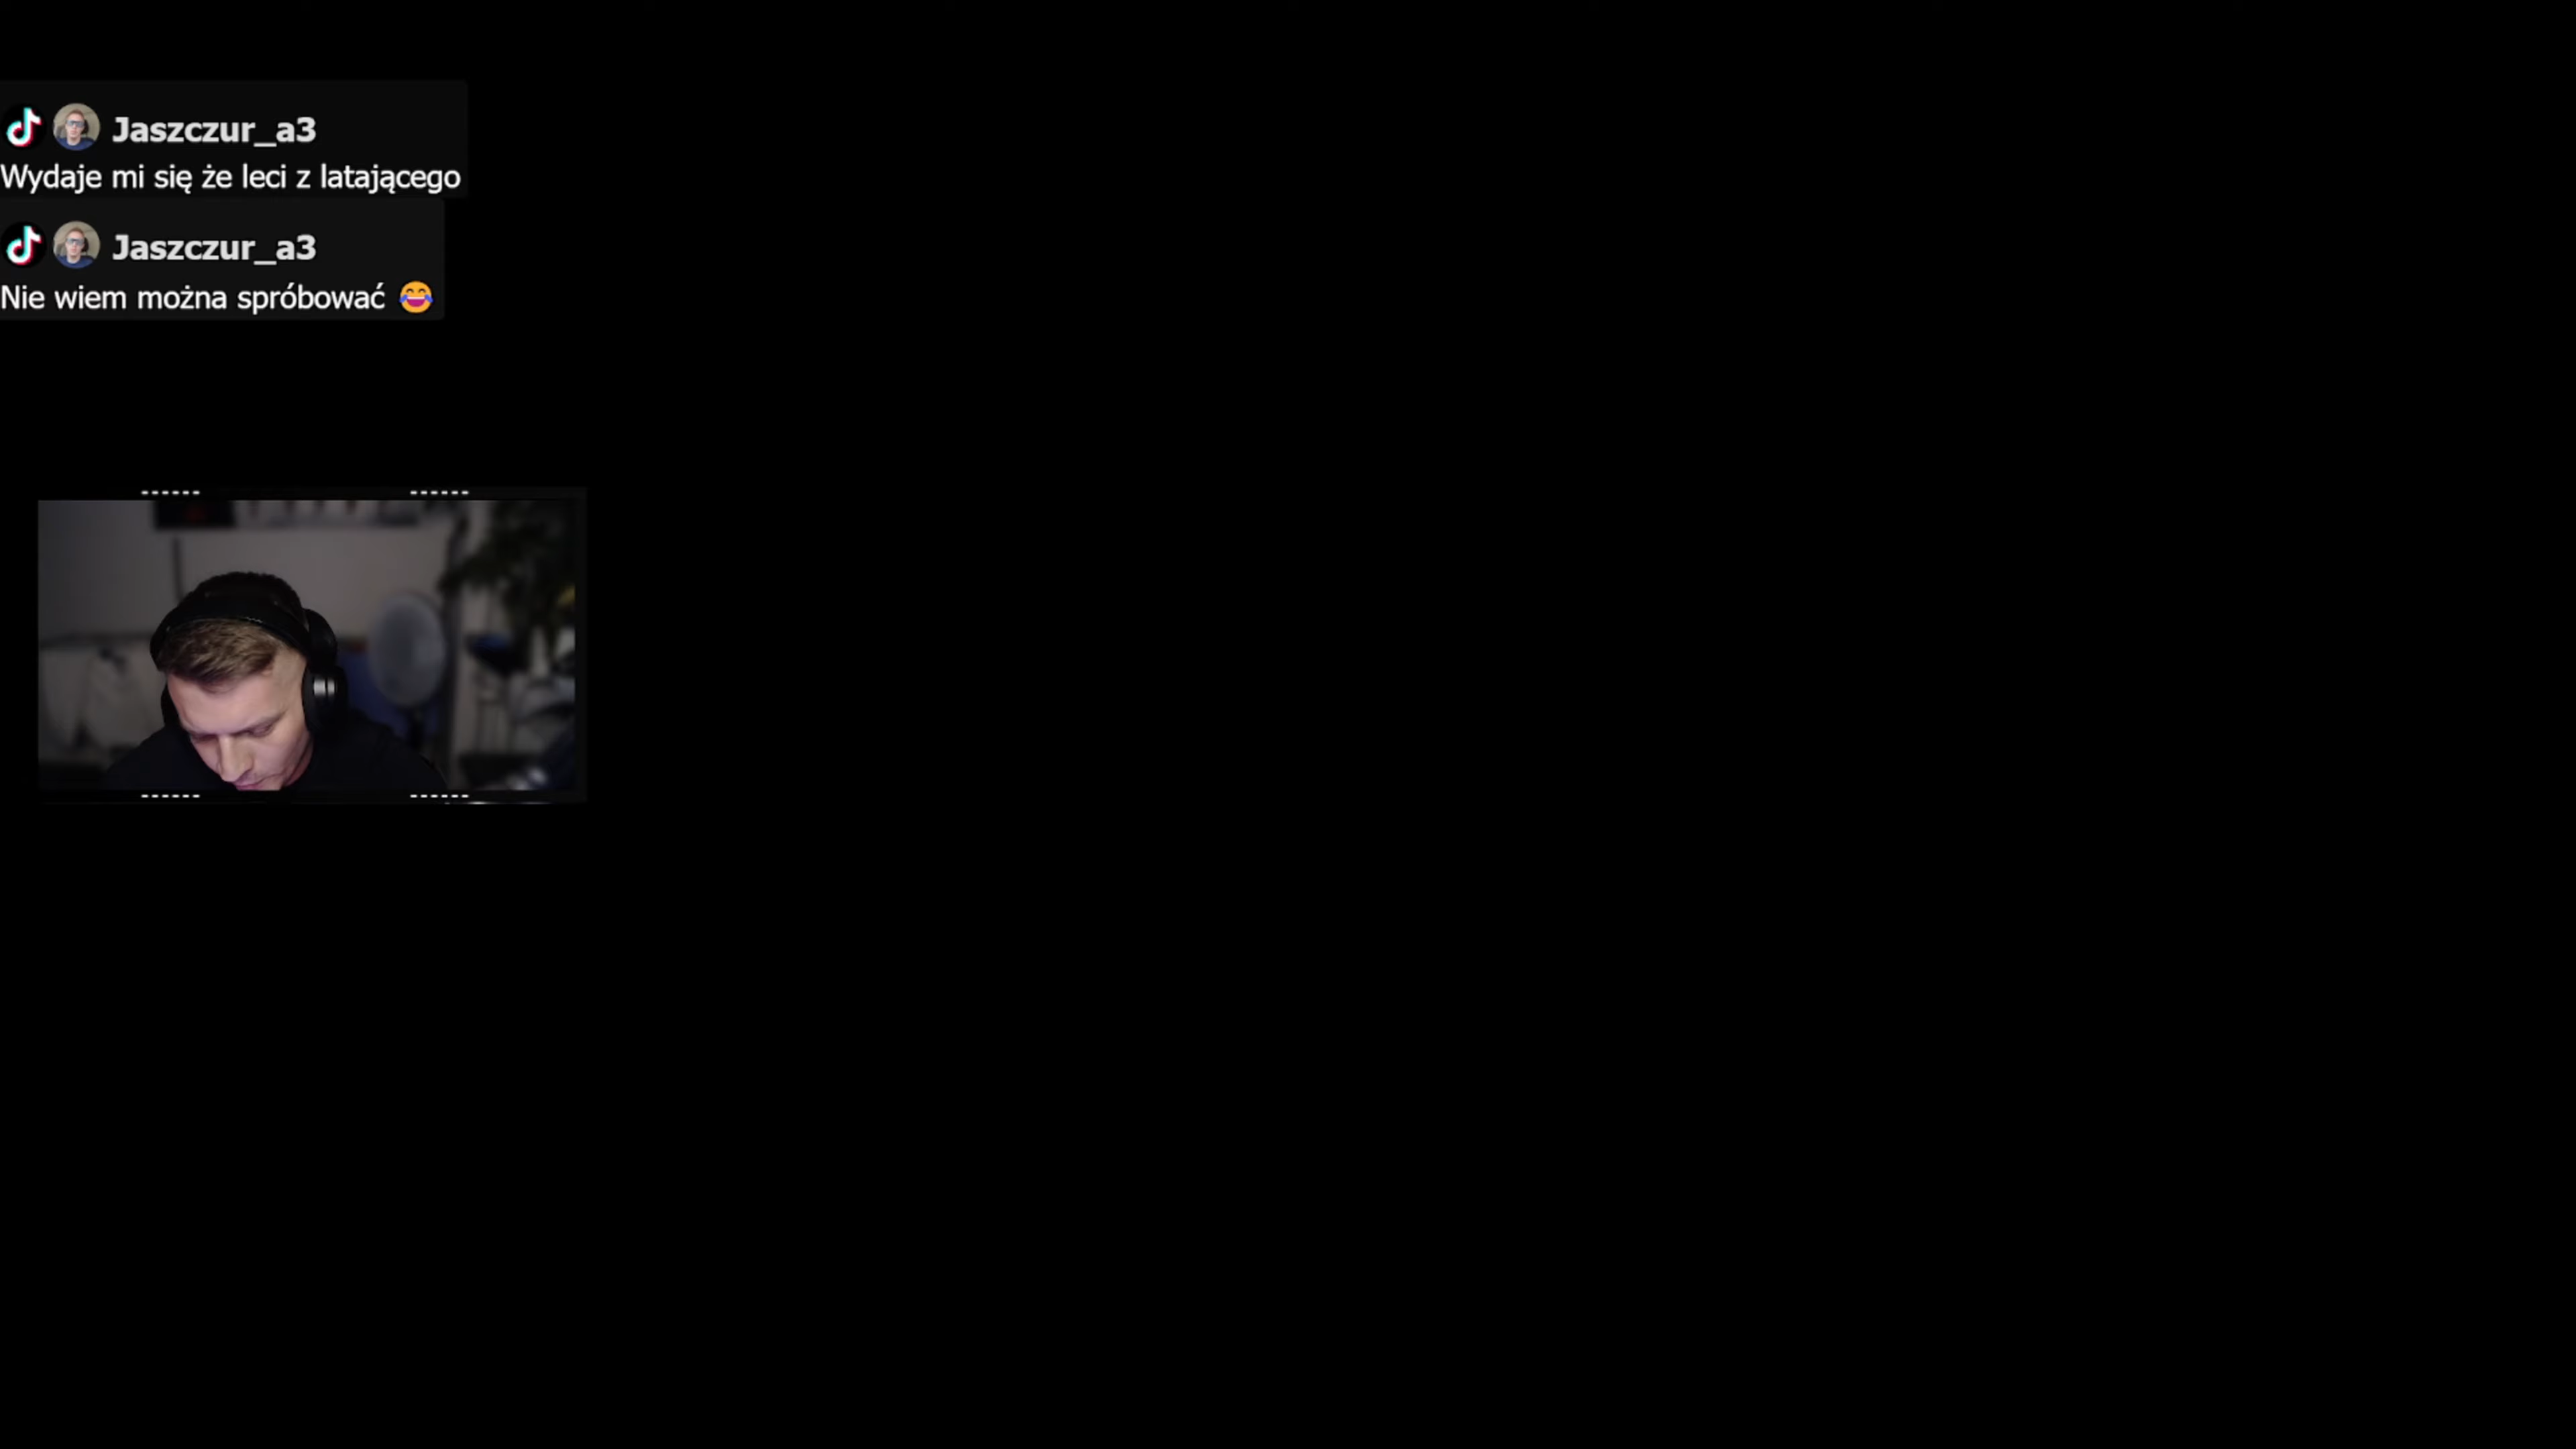 Jaszczur_a3
Wydaje mi się że leci z latającego
Jaszczur_a3
Nie wiem można spróbować 😂